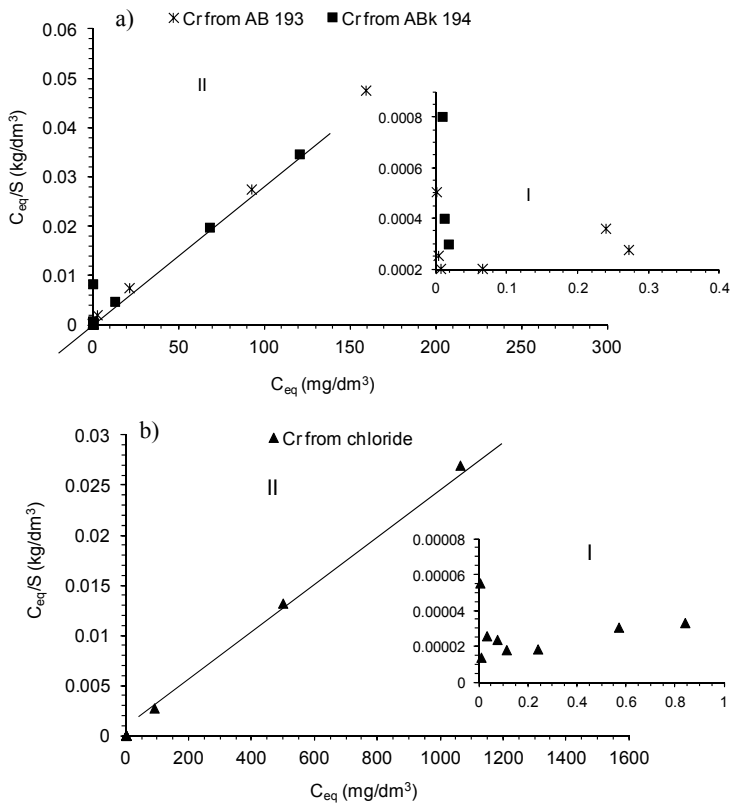 a)
Cr from AB 193 Cr from ABk 194
0.06
0.05
0.04
0.03
0.02
0.01
0
C_eq/S (kg/dm³)
II
0 50 100 150 200 250 300
C_eq (mg/dm³)
0.0008
0.0006
0.0004
0.0002
I
0 0.1 0.2 0.3 0.4
b)
Cr from chloride
0.03
0.025
0.02
0.015
0.01
0.005
0
C_eq/S (kg/dm³)
II
0 200 400 600 800 1000 1200 1400 1600
C_eq (mg/dm³)
0.00008
0.00006
0.00004
0.00002
0
I
0 0.2 0.4 0.6 0.8 1